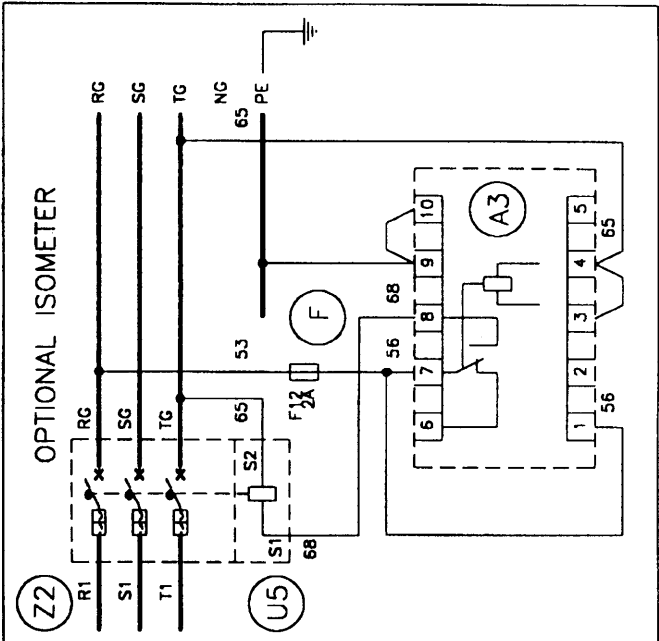 OPTIONAL ISOMETER
Z2
R1
S1
T1
RG
SG
TG
U5
S1
S2
68
65
53
F12
2A
F
56
68
RG
SG
TG
NG
PE
65
6
7
8
9
10
A3
1
2
3
4
5
56
65